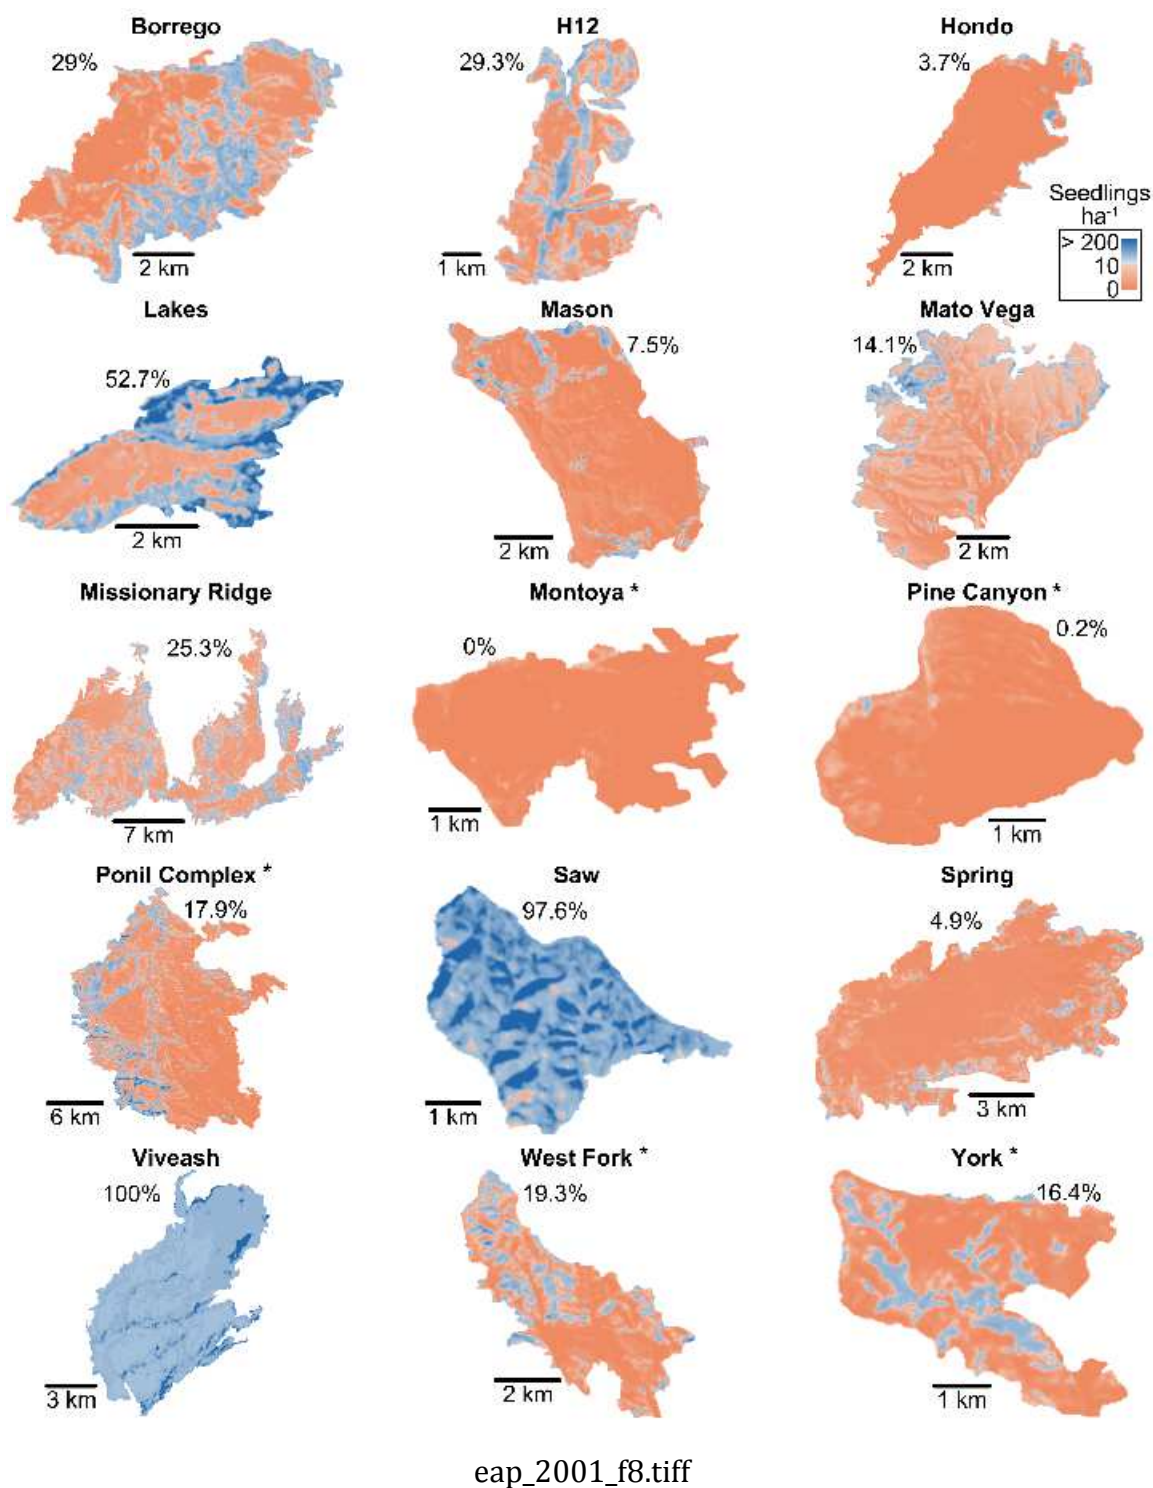 Borrego
29%
2 km
H12
29.3%
1 km
Hondo
3.7%
2 km
Seedlings
ha⁻¹
> 200
10
0
Lakes
52.7%
2 km
Mason
7.5%
2 km
Mato Vega
14.1%
2 km
Missionary Ridge
25.3%
7 km
Montoya *
0%
1 km
Pine Canyon *
0.2%
1 km
Ponil Complex *
17.9%
6 km
Saw
97.6%
1 km
Spring
4.9%
3 km
Viveash
100%
3 km
West Fork *
19.3%
2 km
York *
16.4%
1 km
eap_2001_f8.tiff